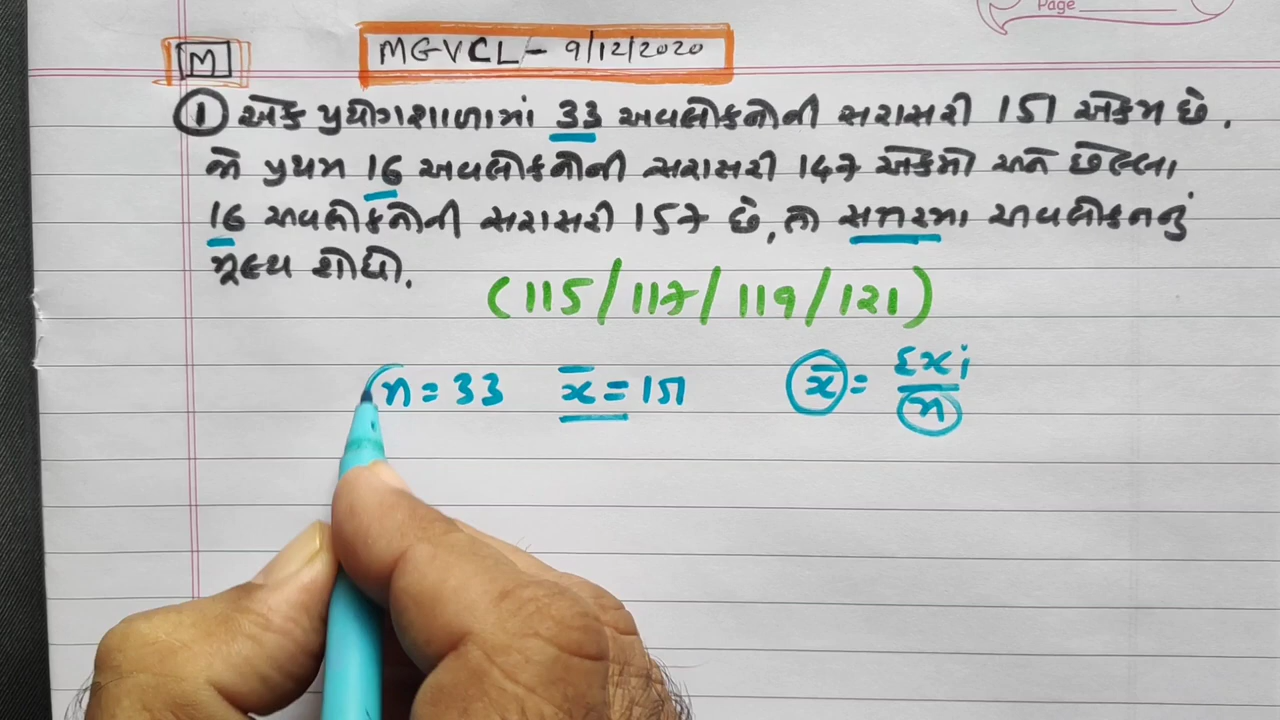 Page
M
MGVCL - 9/12/2020
① એક પ્રયોગશાળામાં 33 અવલોકનોની સરાસરી 151 એકમ છે.
જો પ્રથમ 16 અવલોકનોની સરાસરી 147 એકમો અને છેલ્લા
16 અવલોકનોની સરાસરી 157 છે, તો સત્તરમા અવલોકનનું
મૂલ્ય શોધો.
(115/117/119/121)
n = 33 x̄ = 151 x̄ = Σxi/n